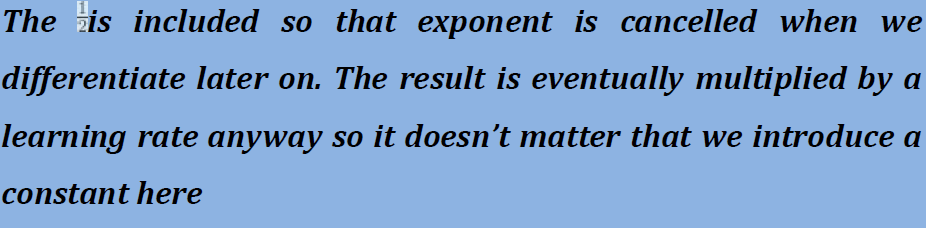 The 1/2 is included so that exponent is cancelled when we
differentiate later on. The result is eventually multiplied by a
learning rate anyway so it doesn't matter that we introduce a
constant here